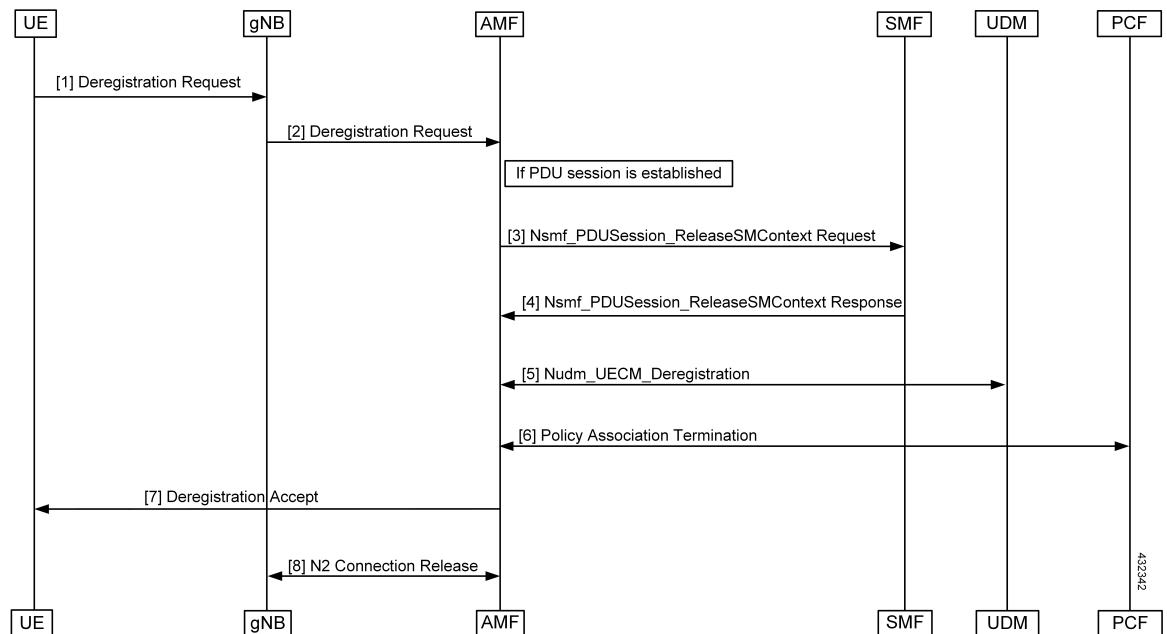 UE gNB AMF SMF UDM PCF
[1] Deregistration Request
[2] Deregistration Request
If PDU session is established
[3] Nsmf_PDUSession_ReleaseSMContext Request
[4] Nsmf_PDUSession_ReleaseSMContext Response
[5] Nudm_UECM_Deregistration
[6] Policy Association Termination
[7] Deregistration Accept
[8] N2 Connection Release
432342
UE gNB AMF SMF UDM PCF